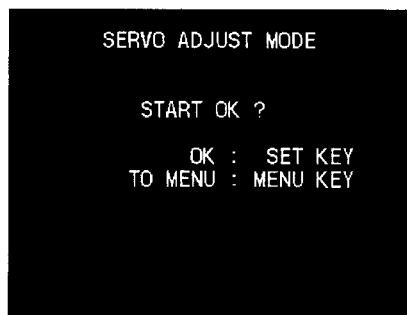 SERVO ADJUST MODE
START OK ?
OK : SET KEY
TO MENU : MENU KEY